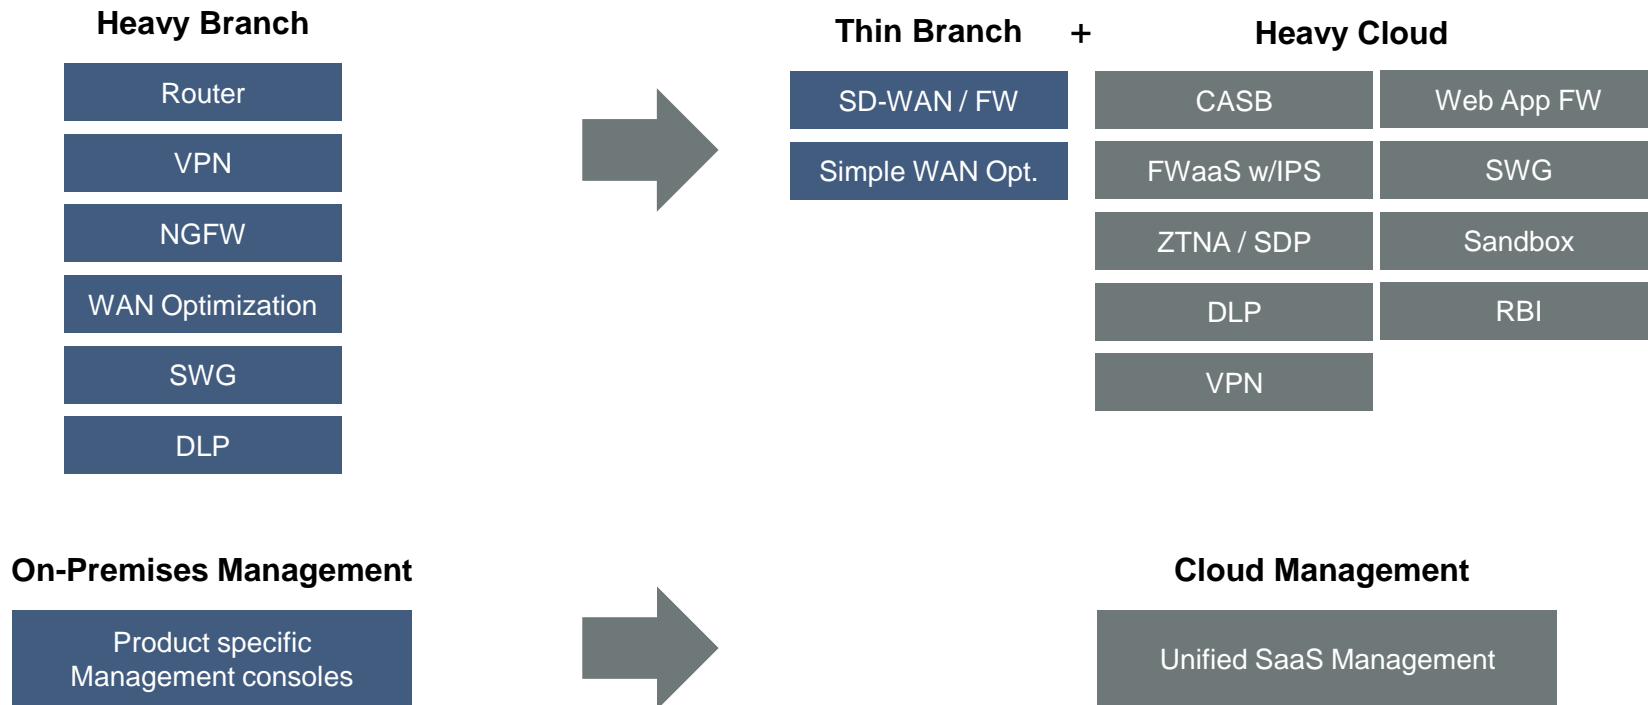 Heavy Branch
Router
VPN
NGFW
WAN Optimization
SWG
DLP
Thin Branch + Heavy Cloud
SD-WAN / FW
Simple WAN Opt.
CASB
FWaaS w/IPS
ZTNA / SDP
DLP
VPN
Web App FW
SWG
Sandbox
RBI
On-Premises Management
Product specific
Management consoles
Cloud Management
Unified SaaS Management